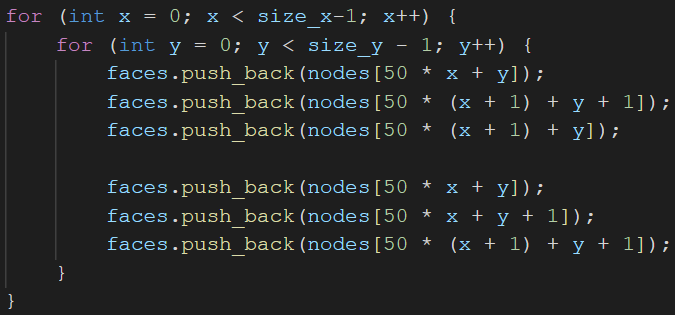 for (int x = 0; x < size_x-1; x++) {
    for (int y = 0; y < size_y - 1; y++) {
        faces.push_back(nodes[50 * x + y]);
        faces.push_back(nodes[50 * (x + 1) + y + 1]);
        faces.push_back(nodes[50 * (x + 1) + y]);

        faces.push_back(nodes[50 * x + y]);
        faces.push_back(nodes[50 * x + y + 1]);
        faces.push_back(nodes[50 * (x + 1) + y + 1]);
    }
}